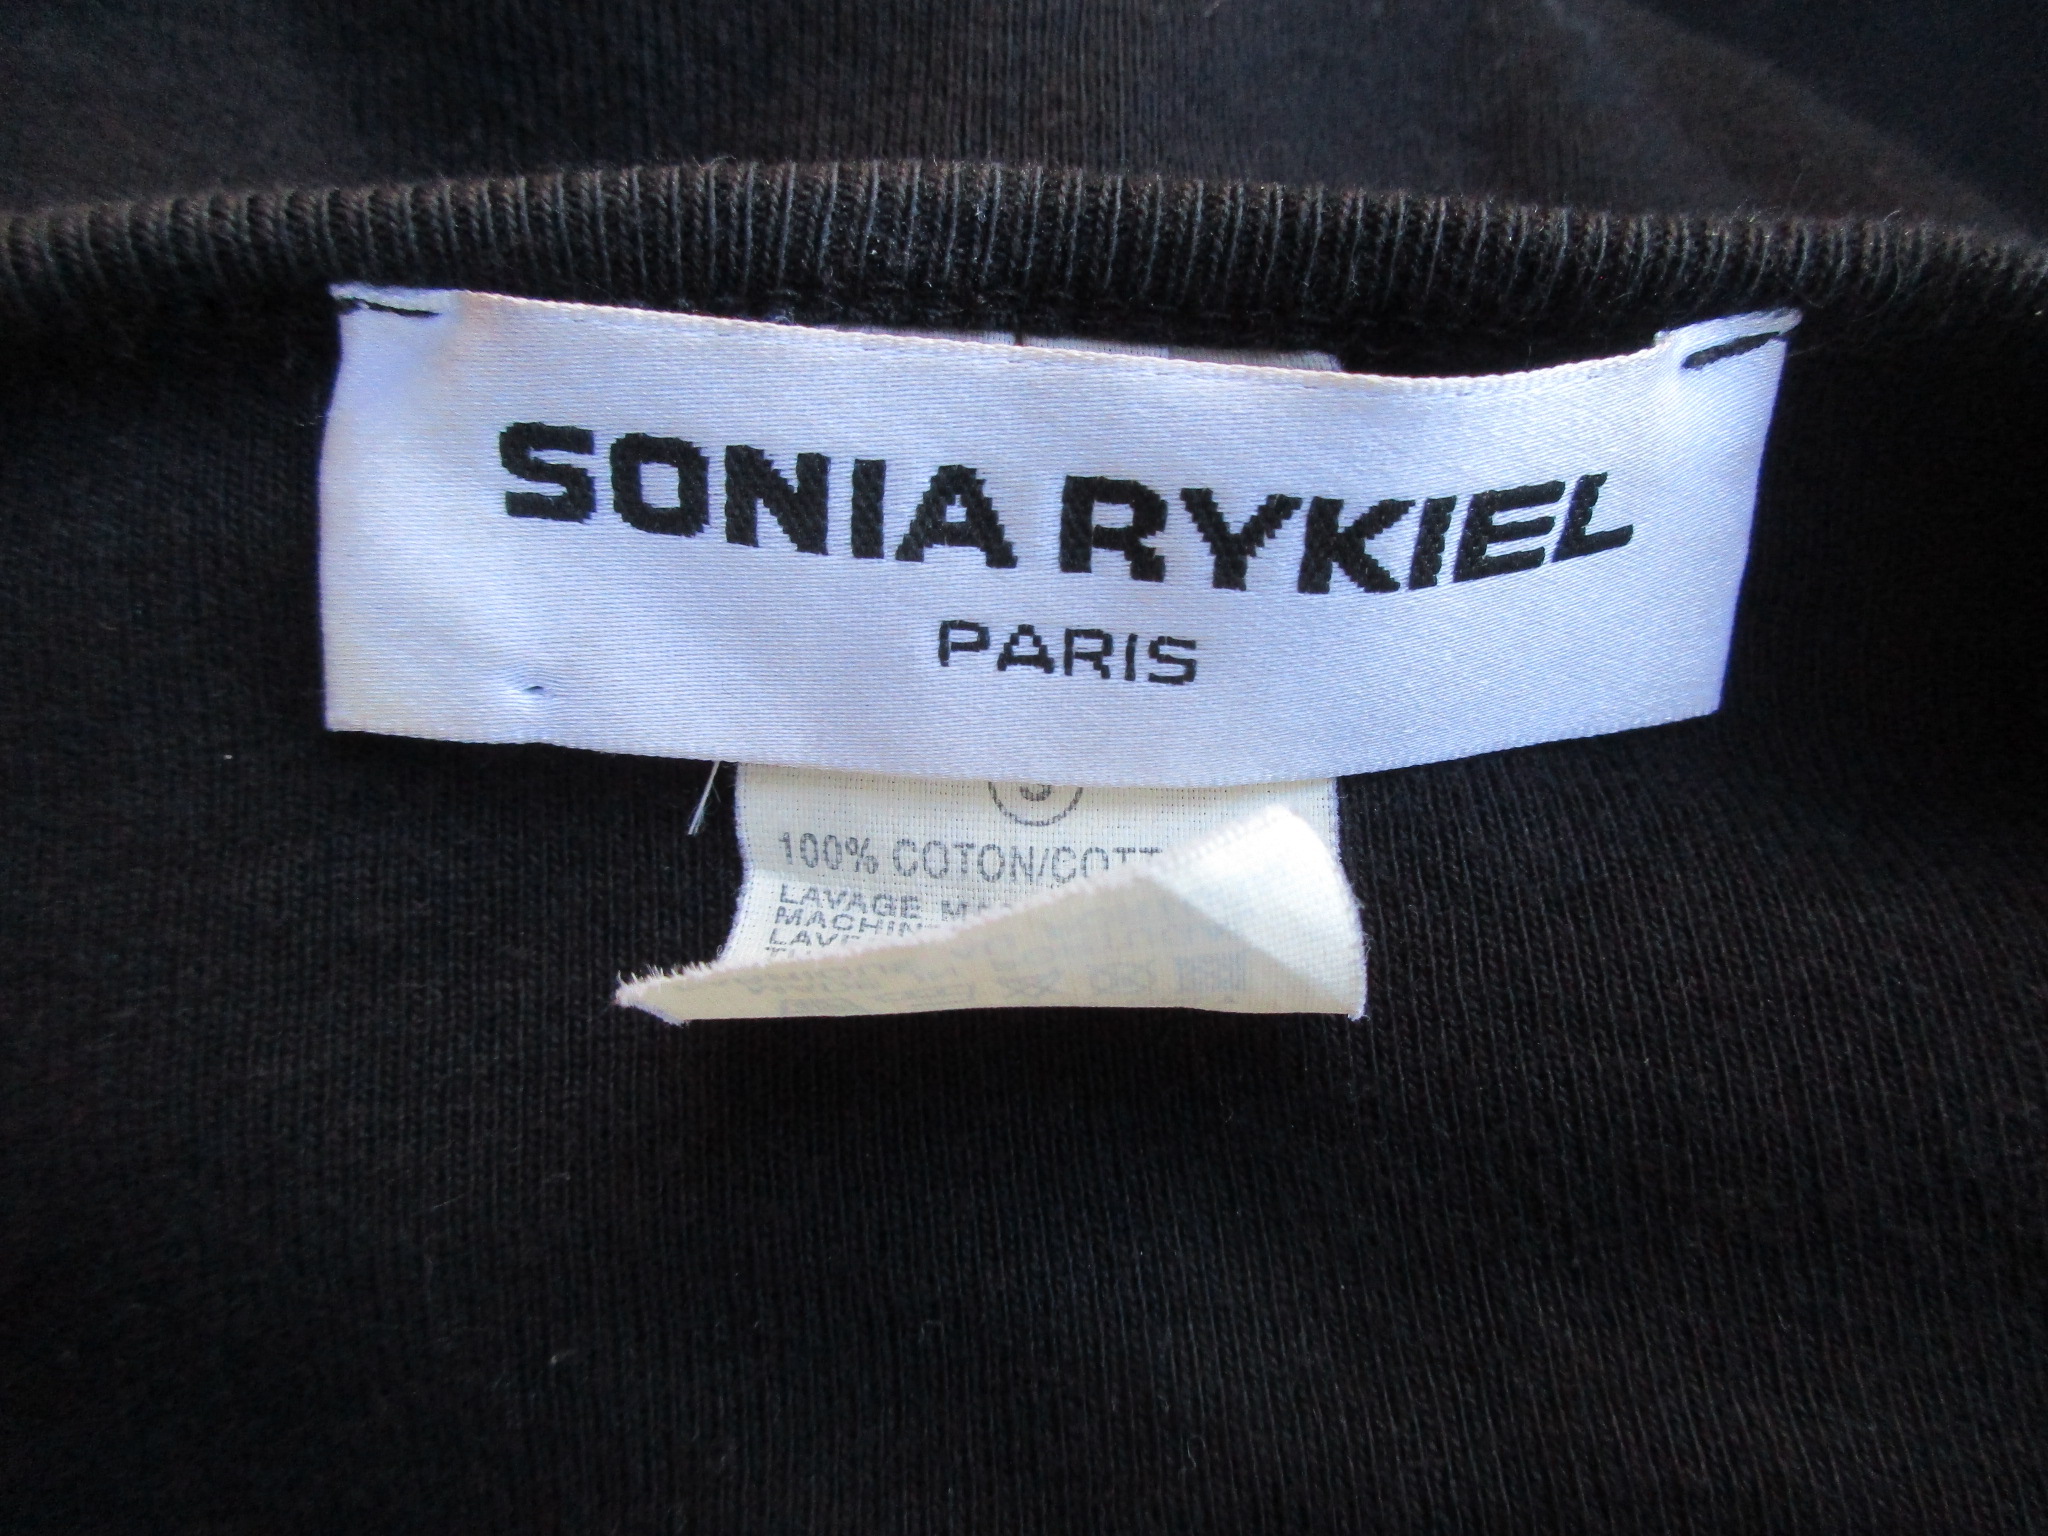 SONIA RYKIEL
PARIS
100% COTON/COTT
LAVAGE
MACHIN